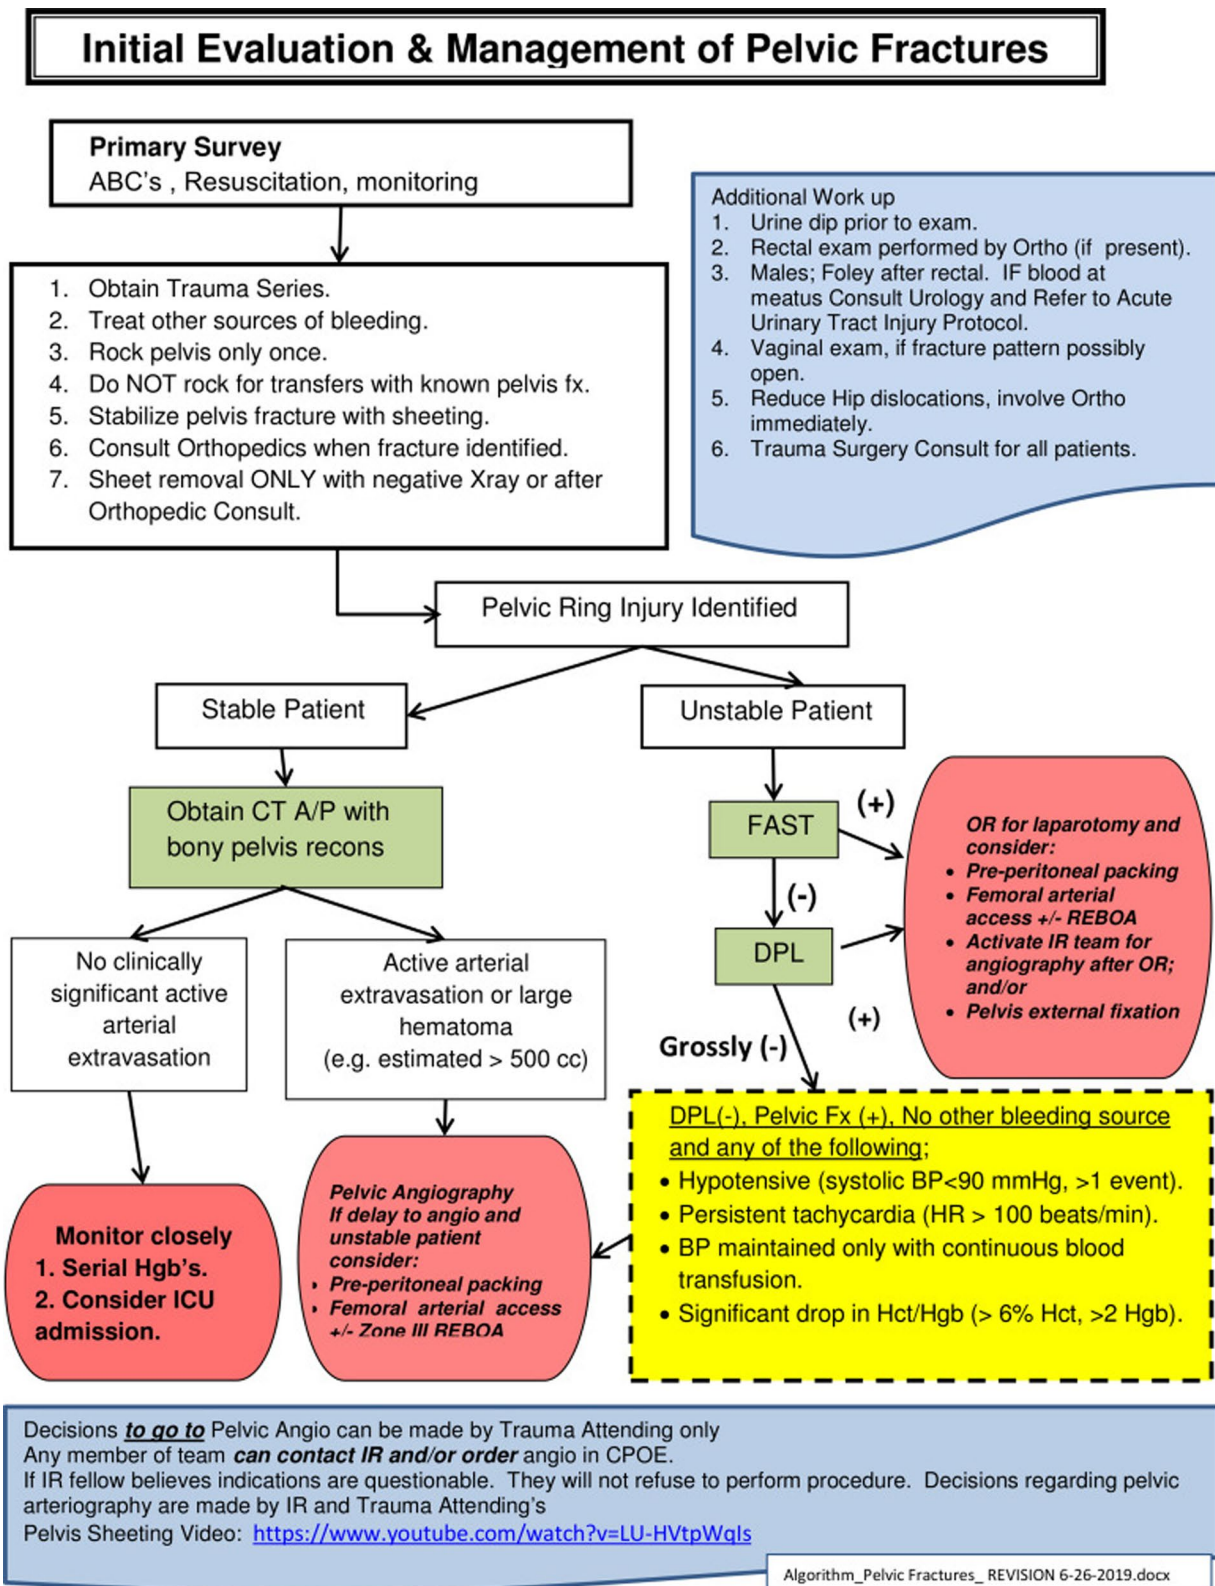 Initial Evaluation & Management of Pelvic Fractures
Primary Survey
ABC's , Resuscitation, monitoring
Additional Work up
1. Urine dip prior to exam.
2. Rectal exam performed by Ortho (if present).
3. Males; Foley after rectal. IF blood at
meatus Consult Urology and Refer to Acute
Urinary Tract Injury Protocol.
4. Vaginal exam, if fracture pattern possibly
open.
5. Reduce Hip dislocations, involve Ortho
immediately.
6. Trauma Surgery Consult for all patients.
1. Obtain Trauma Series.
2. Treat other sources of bleeding.
3. Rock pelvis only once.
4. Do NOT rock for transfers with known pelvis fx.
5. Stabilize pelvis fracture with sheeting.
6. Consult Orthopedics when fracture identified.
7. Sheet removal ONLY with negative Xray or after
Orthopedic Consult.
Pelvic Ring Injury Identified
Stable Patient
Unstable Patient
Obtain CT A/P with
bony pelvis recons
FAST
(+)
(-)
DPL
(+)
Grossly (-)
OR for laparotomy and
consider:
• Pre-peritoneal packing
• Femoral arterial
access +/- REBOA
• Activate IR team for
angiography after OR;
and/or
• Pelvis external fixation
No clinically
significant active
arterial
extravasation
Active arterial
extravasation or large
hematoma
(e.g. estimated > 500 cc)
Monitor closely
1. Serial Hgb's.
2. Consider ICU
admission.
Pelvic Angiography
If delay to angio and
unstable patient
consider:
• Pre-peritoneal packing
• Femoral arterial access
+/- Zone III REBOA
DPL(-), Pelvic Fx (+), No other bleeding source
and any of the following;
• Hypotensive (systolic BP<90 mmHg, >1 event).
• Persistent tachycardia (HR > 100 beats/min).
• BP maintained only with continuous blood
transfusion.
• Significant drop in Hct/Hgb (> 6% Hct, >2 Hgb).
Decisions to go to Pelvic Angio can be made by Trauma Attending only
Any member of team can contact IR and/or order angio in CPOE.
If IR fellow believes indications are questionable. They will not refuse to perform procedure. Decisions regarding pelvic
arteriography are made by IR and Trauma Attending's
Pelvis Sheeting Video: https://www.youtube.com/watch?v=LU-HVtpWqIs
Algorithm_Pelvic Fractures_ REVISION 6-26-2019.docx